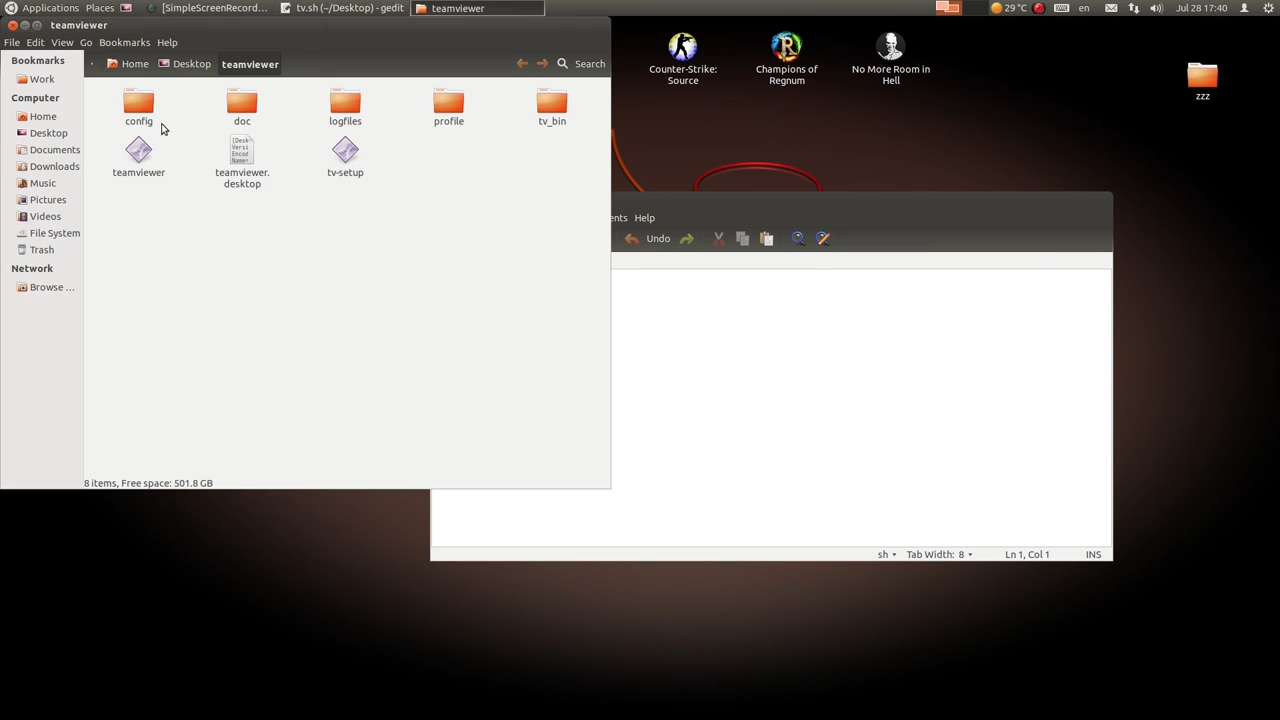 Applications Places [SimpleScreenRecord... tv.sh (~/Desktop) - gedit teamviewer 29 °C en Jul 28 17:40
teamviewer
File Edit View Go Bookmarks Help
Bookmarks
Work
Computer
Home
Desktop
Documents
Downloads
Music
Pictures
Videos
File System
Trash
Network
Browse ...
Home Desktop teamviewer Search
config doc logfiles profile tv_bin
teamviewer teamviewer.desktop tv-setup
8 items, Free space: 501.8 GB
Counter-Strike: Source
Champions of Regnum
No More Room in Hell
zzz
ents Help
Undo
sh Tab Width: 8 Ln 1, Col 1 INS